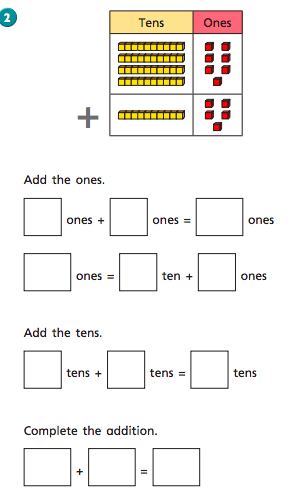 2
Tens Ones
+
Add the ones.
ones + ones = ones
ones = ten + ones
Add the tens.
tens + tens = tens
Complete the addition.
+ =